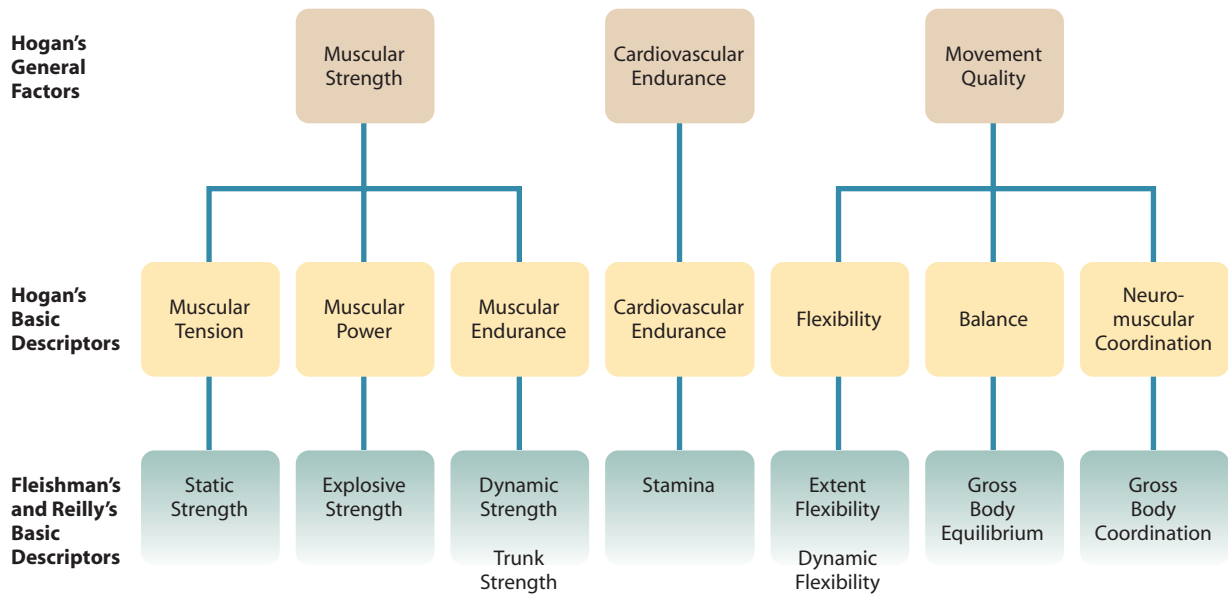 Hogan’s
General
Factors
Muscular
Strength
Cardiovascular
Endurance
Movement
Quality
Hogan’s
Basic
Descriptors
Muscular
Tension
Muscular
Power
Muscular
Endurance
Cardiovascular
Endurance
Flexibility
Balance
Neuro-
muscular
Coordination
Fleishman’s
and Reilly’s
Basic
Descriptors
Static
Strength
Explosive
Strength
Dynamic
Strength
Trunk
Strength
Stamina
Extent
Flexibility
Dynamic
Flexibility
Gross
Body
Equilibrium
Gross
Body
Coordination